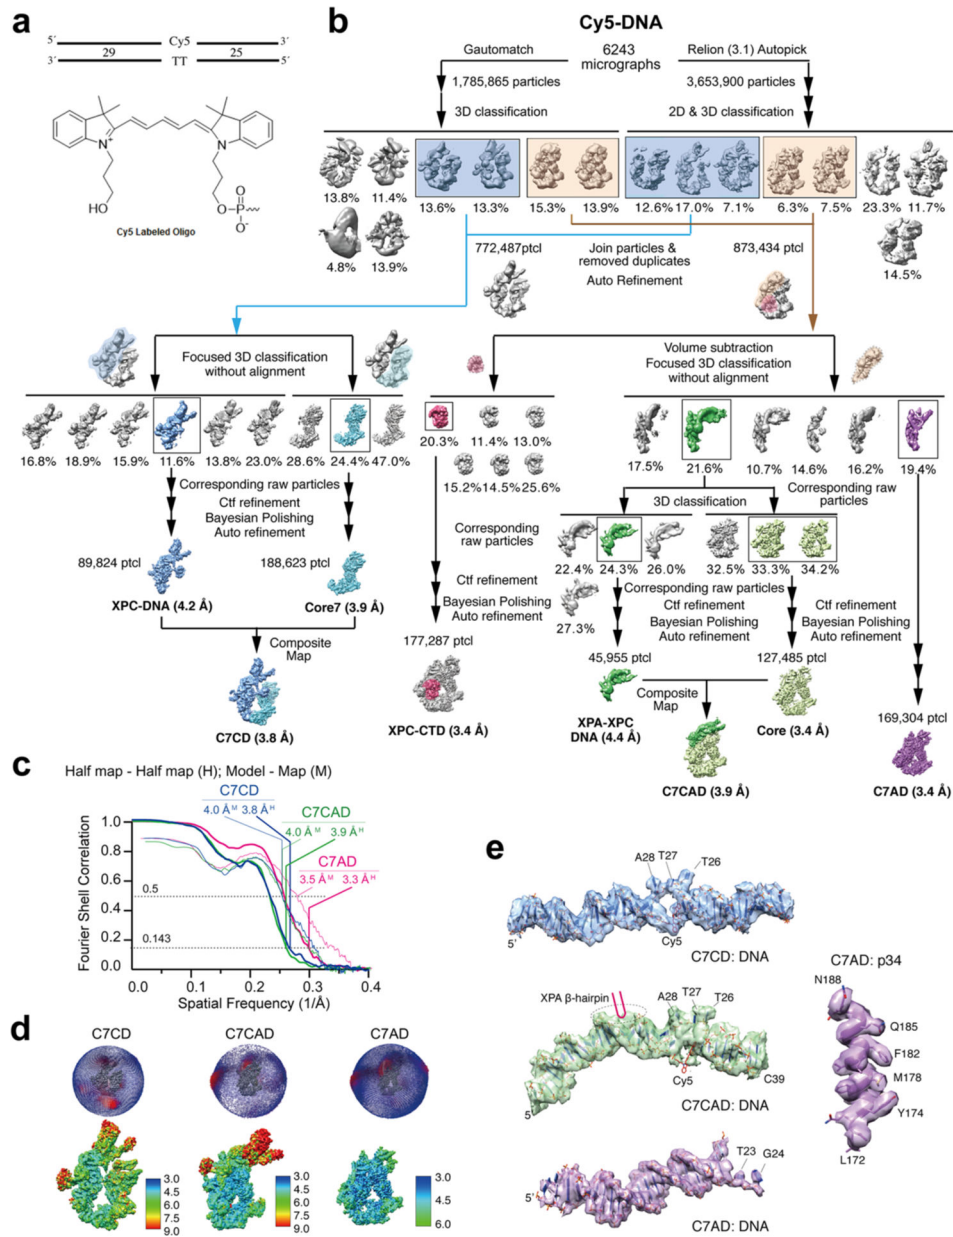 a
5′ Cy5 3′
29 25
3′ TT 5′
N⁺ N
HO O
O
P
O⁻
Cy5 Labeled Oligo
b
Cy5-DNA
Gautomatch 6243 micrographs Relion (3.1) Autopick
1,785,865 particles 3,653,900 particles
3D classification 2D & 3D classification
13.8% 11.4%
13.6% 13.3% 15.3% 13.9% 12.6% 17.0% 7.1% 6.3% 7.5% 23.3% 11.7%
4.8% 13.9%
14.5%
772,487ptcl Join particles & 873,434 ptcl
removed duplicates
Auto Refinement
Focused 3D classification
without alignment
Volume subtraction
Focused 3D classification
without alignment
16.8% 18.9% 15.9% 11.6% 13.8% 23.0% 28.6% 24.4% 47.0%
20.3% 11.4% 13.0%
15.2% 14.5% 25.6%
17.5% 21.6% 10.7% 14.6% 16.2% 19.4%
Corresponding raw particles
Ctf refinement
Bayesian Polishing
Auto refinement
89,824 ptcl 188,623 ptcl
XPC-DNA (4.2 Å) Core7 (3.9 Å)
Composite
Map
C7CD (3.8 Å)
Corresponding
raw particles
Ctf refinement
Bayesian Polishing
Auto refinement
177,287 ptcl
XPC-CTD (3.4 Å)
3D classification
Corresponding raw
particles
22.4% 24.3% 26.0% 32.5% 33.3% 34.2%
27.3%
Corresponding raw particles
Ctf refinement
Bayesian Polishing
Auto refinement
Ctf refinement
Bayesian Polishing
Auto refinement
45,955 ptcl 127,485 ptcl
XPA-XPC
DNA (4.4 Å)
Composite
Map
Core (3.4 Å)
C7CAD (3.9 Å)
169,304 ptcl
C7AD (3.4 Å)
c
Half map - Half map (H); Model - Map (M)
C7CD
4.0 Åᴹ 3.8 Åᴴ
C7CAD
4.0 Åᴹ 3.9 Åᴴ
C7AD
3.5 Åᴹ 3.3 Åᴴ
Fourier Shell Correlation
1.0
0.8
0.6
0.4
0.2
0.0
0.5
0.143
0.0 0.1 0.2 0.3 0.4
Spatial Frequency (1/Å)
d
C7CD C7CAD C7AD
3.0
4.5
6.0
7.5
9.0
3.0
4.5
6.0
7.5
9.0
3.0
4.5
6.0
e
A28 T27 T26
5′
Cy5
C7CD: DNA
XPA β-hairpin A28 T27 T26
Cy5 C39
5′
C7CAD: DNA
T23 G24
5′
C7AD: DNA
C7AD: p34
N188
Q185
F182
M178
Y174
L172